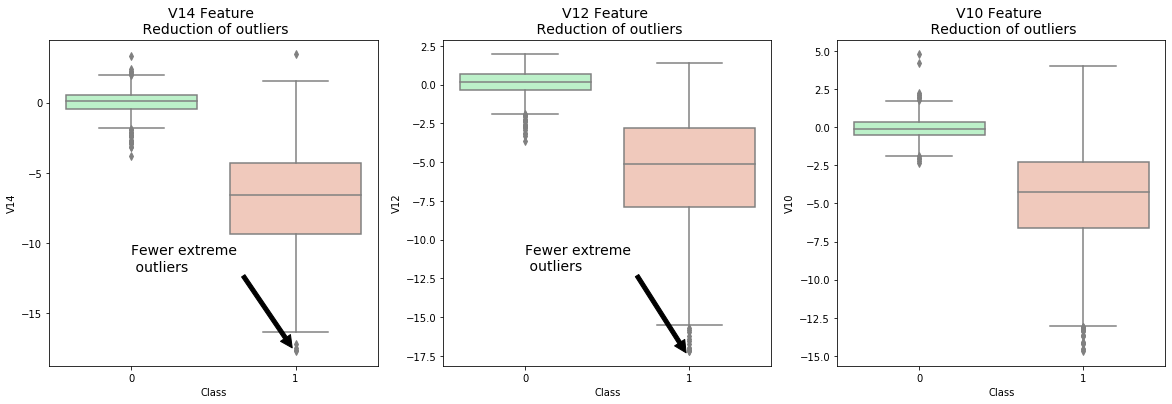 V14 Feature
Reduction of outliers
0
−5
−10
−15
V14
Fewer extreme
outliers
0
1
Class
V12 Feature
Reduction of outliers
2.5
0.0
−2.5
−5.0
−7.5
−10.0
−12.5
−15.0
−17.5
V12
Fewer extreme
outliers
0
1
Class
V10 Feature
Reduction of outliers
5.0
2.5
0.0
−2.5
−5.0
−7.5
−10.0
−12.5
−15.0
V10
0
1
Class